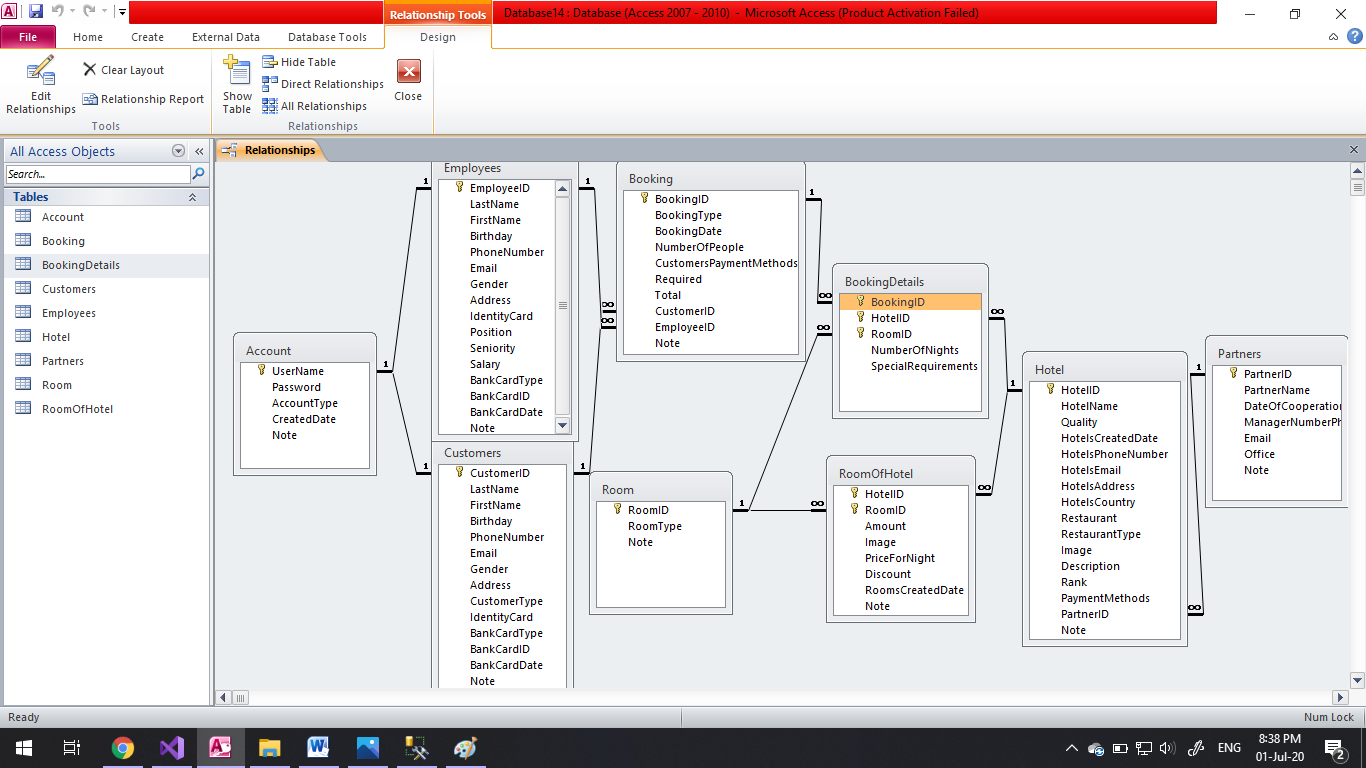 Relationship Tools
Database14 : Database (Access 2007 - 2010) - Microsoft Access (Product Activation Failed)
File
Home
Create
External Data
Database Tools
Design
Edit Relationships
Clear Layout
Relationship Report
Tools
Show Table
Hide Table
Direct Relationships
All Relationships
Relationships
Close
All Access Objects
Search...
Tables
Account
Booking
BookingDetails
Customers
Employees
Hotel
Partners
Room
RoomOfHotel
Relationships
Account
UserName
Password
AccountType
CreatedDate
Note
1
1
1
Employees
EmployeeID
LastName
FirstName
Birthday
PhoneNumber
Email
Gender
Address
IdentityCard
Position
Seniority
Salary
BankCardType
BankCardID
BankCardDate
Note
1
Customers
CustomerID
LastName
FirstName
Birthday
PhoneNumber
Email
Gender
Address
CustomerType
IdentityCard
BankCardType
BankCardID
BankCardDate
Note
1
∞
∞
Booking
BookingID
BookingType
BookingDate
NumberOfPeople
CustomersPaymentMethods
Required
Total
CustomerID
EmployeeID
Note
1
Room
RoomID
RoomType
Note
1
∞
∞
BookingDetails
BookingID
HotelID
RoomID
NumberOfNights
SpecialRequirements
∞
∞
RoomOfHotel
HotelID
RoomID
Amount
Image
PriceForNight
Discount
RoomsCreatedDate
Note
∞
1
Hotel
HotelID
HotelName
Quality
HotelsCreatedDate
HotelsPhoneNumber
HotelsEmail
HotelsAddress
HotelsCountry
Restaurant
RestaurantType
Image
Description
Rank
PaymentMethods
PartnerID
Note
∞
1
Partners
PartnerID
PartnerName
DateOfCooperation
ManagerNumberPh
Email
Office
Note
Ready
Num Lock
ENG
8:38 PM
01-Jul-20
2